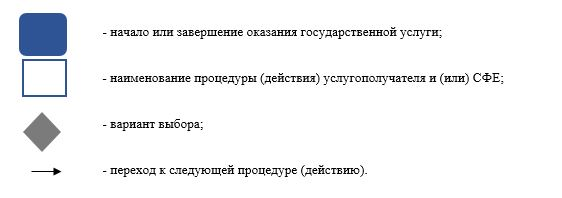 - начало или завершение оказания государственной услуги;
- наименование процедуры (действия) услугополучателя и (или) СФЕ;
- вариант выбора;
- переход к следующей процедуре (действию).